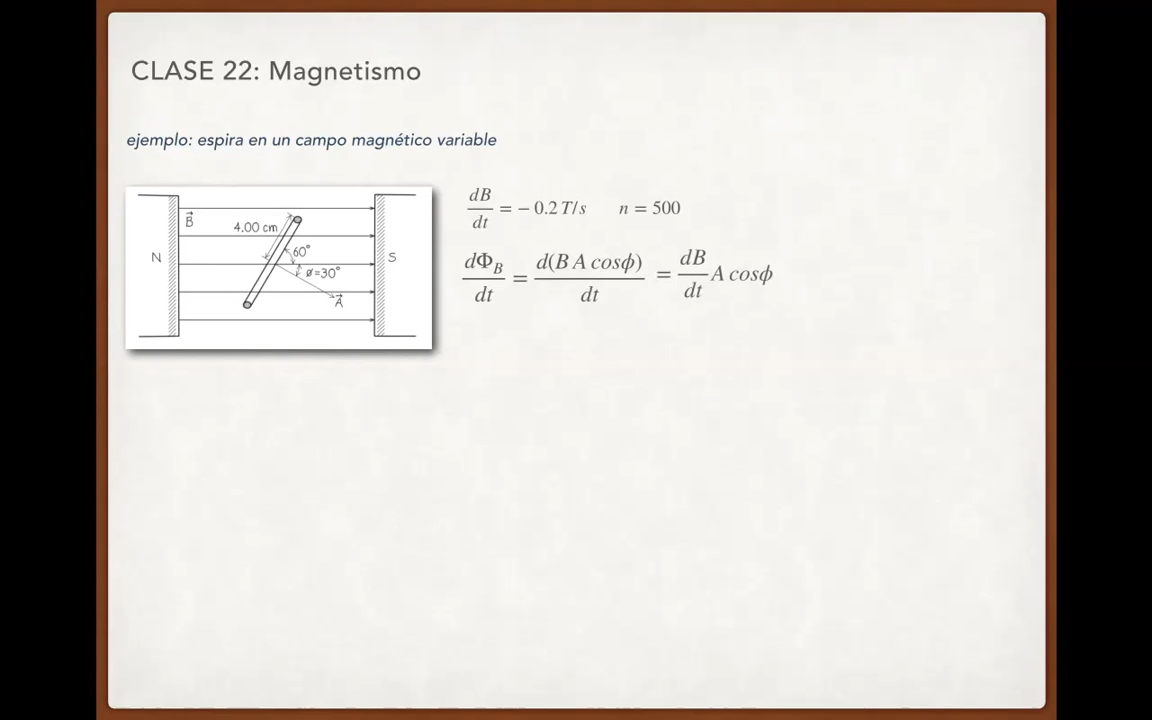 CLASE 22: Magnetismo
ejemplo: espira en un campo magnético variable
B⃗
4.00 cm
60°
N
S
ø=30°
A⃗
dB/dt = − 0.2 T/s n = 500
dΦ_B/dt = d(B A cosϕ)/dt = dB/dt A cosϕ